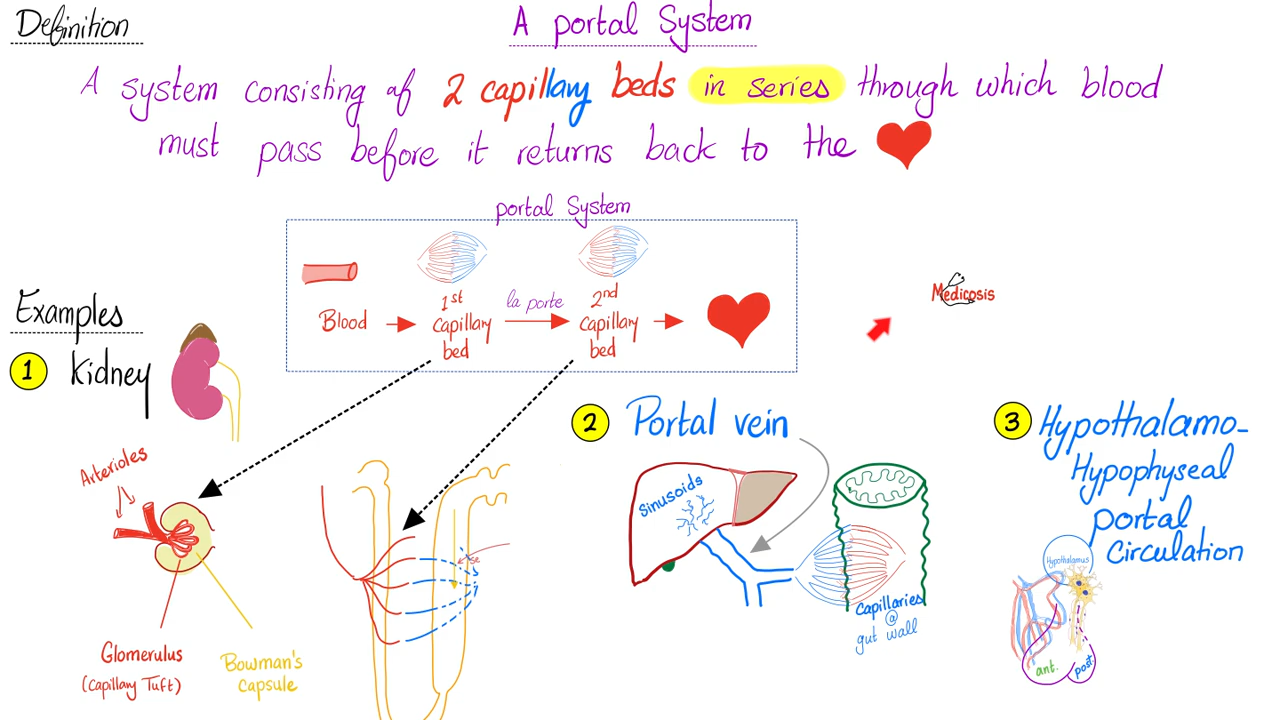 Definition
A portal System
A system consisting of 2 capillary beds in series through which blood
must pass before it returns back to the
portal System
Blood
1st
Capillary
bed
la porte
2nd
Capillary
bed
Medicosis
Examples
1 Kidney
Arterioles
Glomerulus
(Capillary Tuft)
Bowman's
capsule
2 Portal vein
Sinusoids
Capillaries
@
gut wall
3 Hypothalamo-
Hypophyseal
portal
Circulation
Hypothalamus
ant.
post.